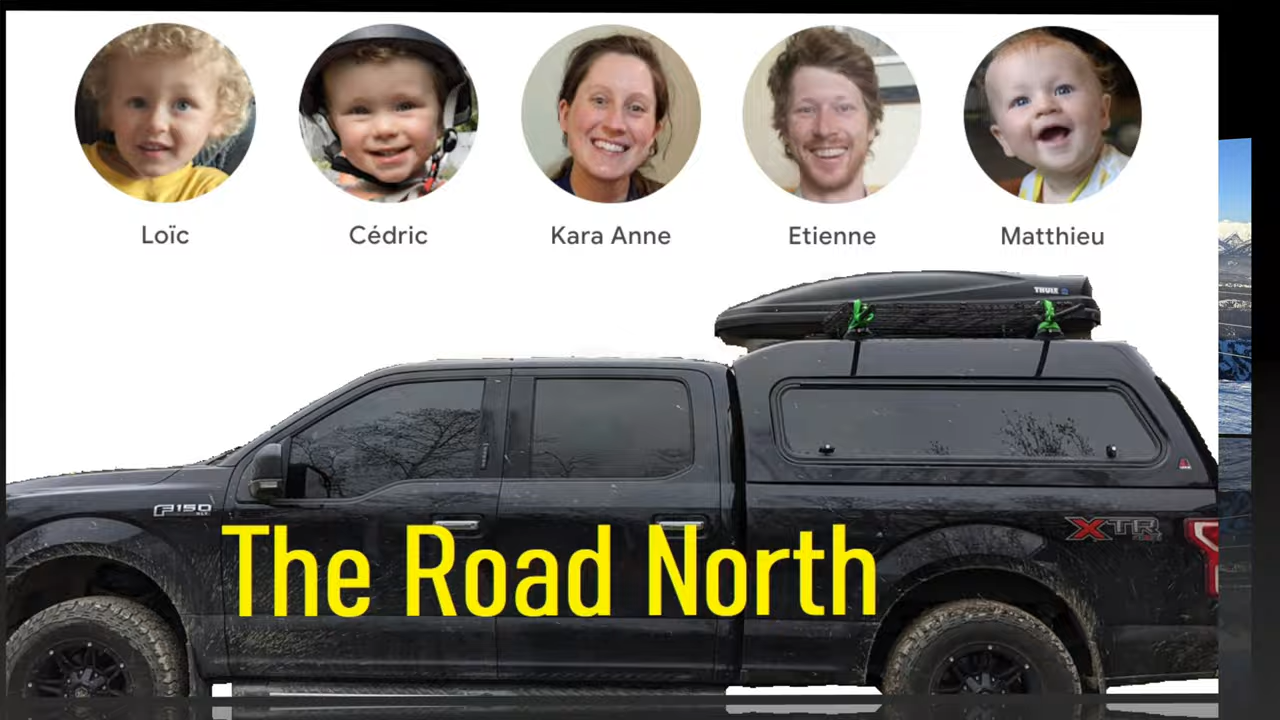 Loïc
Cédric
Kara Anne
Etienne
Matthieu
THULE
F150
XTR
The Road North